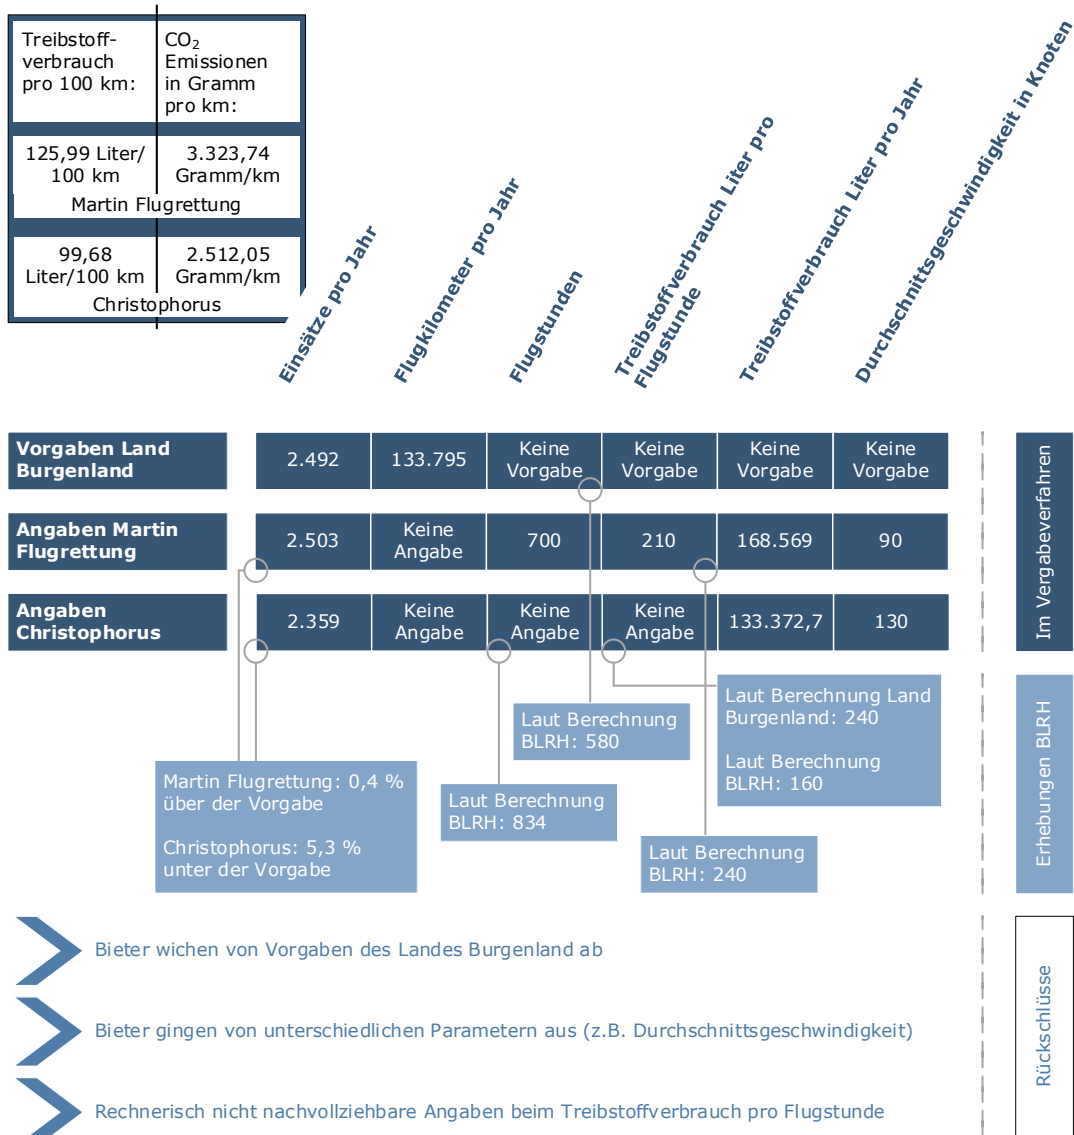 Treibstoff-
verbrauch
pro 100 km:
CO₂
Emissionen
in Gramm
pro km:
125,99 Liter/
100 km
3.323,74
Gramm/km
Martin Flugrettung
99,68
Liter/100 km
2.512,05
Gramm/km
Christophorus
Einsätze pro Jahr
Flugkilometer pro Jahr
Flugstunden
Treibstoffverbrauch Liter pro
Flugstunde
Treibstoffverbrauch Liter pro Jahr
Durchschnittsgeschwindigkeit in Knoten
Vorgaben Land
Burgenland
2.492
133.795
Keine
Vorgabe
Keine
Vorgabe
Keine
Vorgabe
Keine
Vorgabe
Angaben Martin
Flugrettung
2.503
Keine
Angabe
700
210
168.569
90
Angaben
Christophorus
2.359
Keine
Angabe
Keine
Angabe
Keine
Angabe
133.372,7
130
Im Vergabeverfahren
Laut Berechnung
BLRH: 580
Laut Berechnung Land
Burgenland: 240
Laut Berechnung
BLRH: 160
Martin Flugrettung: 0,4 %
über der Vorgabe
Christophorus: 5,3 %
unter der Vorgabe
Laut Berechnung
BLRH: 834
Laut Berechnung
BLRH: 240
Erhebungen BLRH
Bieter wichen von Vorgaben des Landes Burgenland ab
Bieter gingen von unterschiedlichen Parametern aus (z.B. Durchschnittsgeschwindigkeit)
Rechnerisch nicht nachvollziehbare Angaben beim Treibstoffverbrauch pro Flugstunde
Rückschlüsse